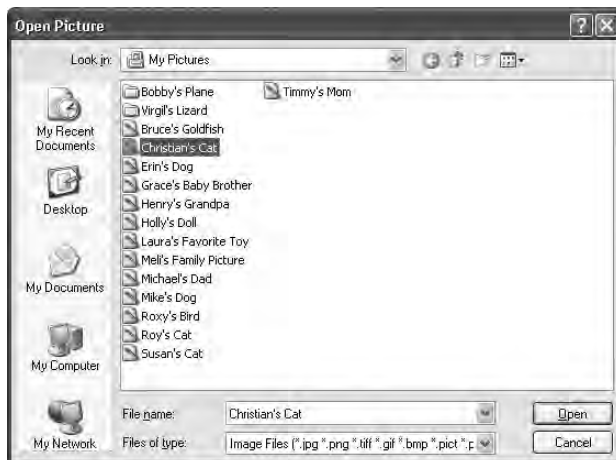 Open Picture
Look in: My Pictures
My Recent
Documents
Desktop
My Documents
My Computer
My Network
Bobby's Plane
Virgil's Lizard
Bruce's Goldfish
Christian's Cat
Erin's Dog
Grace's Baby Brother
Henry's Grandpa
Holly's Doll
Laura's Favorite Toy
Meli's Family Picture
Michael's Dad
Mike's Dog
Roxy's Bird
Roy's Cat
Susan's Cat
Timmy's Mom
File name: Christian's Cat Open
Files of type: Image Files (*.jpg *.png *.tiff *.gif *.bmp *.pict *.p Cancel